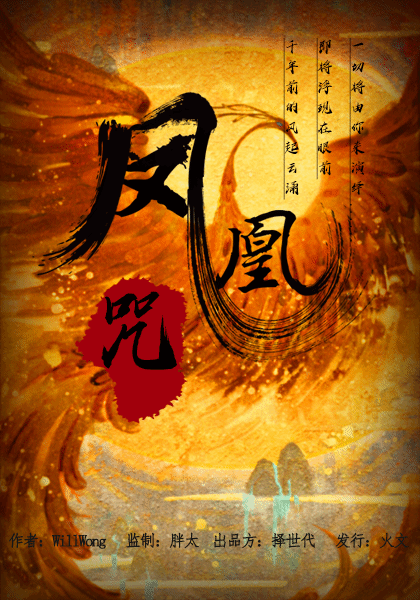 千年前的风起云涌
即将浮现在眼前
一切将由你来演绎
凤凰
咒
作者：WillWong 监制：胖太 出品方：择世代 发行：火文